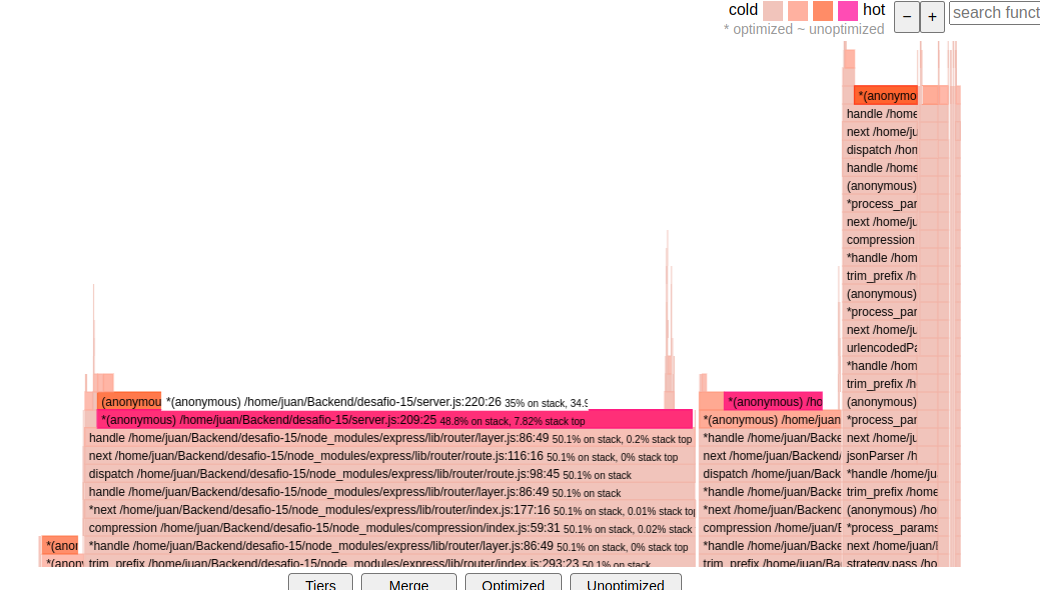 cold hot − + search funct
* optimized ~ unoptimized
*(anonymo
handle /home
next /home/ju
dispatch /hon
handle /home
(anonymous)
*process_par
next /home/ju
compression
*handle /hom
trim_prefix /h
(anonymous)
*process_par
next /home/ju
urlencodedPa
*handle /hom
trim_prefix /h
(anonymou *(anonymous) /home/juan/Backend/desafio-15/server.js:220:26 35% on stack, 34.9 *(anonymous) /ho (anonymous)
*(anonymous) /home/juan/Backend/desafio-15/server.js:209:25 48.8% on stack, 7.82% stack top *(anonymous) /home/juan *process_par
handle /home/juan/Backend/desafio-15/node_modules/express/lib/router/layer.js:86:49 50.1% on stack, 0.2% stack top *handle /home/juan/Backe next /home/ju
next /home/juan/Backend/desafio-15/node_modules/express/lib/router/route.js:116:16 50.1% on stack, 0% stack top next /home/juan/Backend/ jsonParser /h
dispatch /home/juan/Backend/desafio-15/node_modules/express/lib/router/route.js:98:45 50.1% on stack dispatch /home/juan/Back *handle /home/ju
handle /home/juan/Backend/desafio-15/node_modules/express/lib/router/layer.js:86:49 50.1% on stack *handle /home/juan/Backe trim_prefix /home
*next /home/juan/Backend/desafio-15/node_modules/express/lib/router/index.js:177:16 50.1% on stack, 0.01% stack top *next /home/juan/Backend (anonymous) /ho
compression /home/juan/Backend/desafio-15/node_modules/compression/index.js:59:31 50.1% on stack, 0.02% stack compression /home/juan/B *process_params
*(anon *handle /home/juan/Backend/desafio-15/node_modules/express/lib/router/layer.js:86:49 50.1% on stack, 0% stack top *handle /home/juan/Backe next /home/juan/
*(anony trim_prefix /home/juan/Backend/desafio-15/node_modules/express/lib/router/index.js:293:23 50.1% on stack trim_prefix /home/juan/Ba strategy.pass /ho
Tiers Merge Optimized Unoptimized